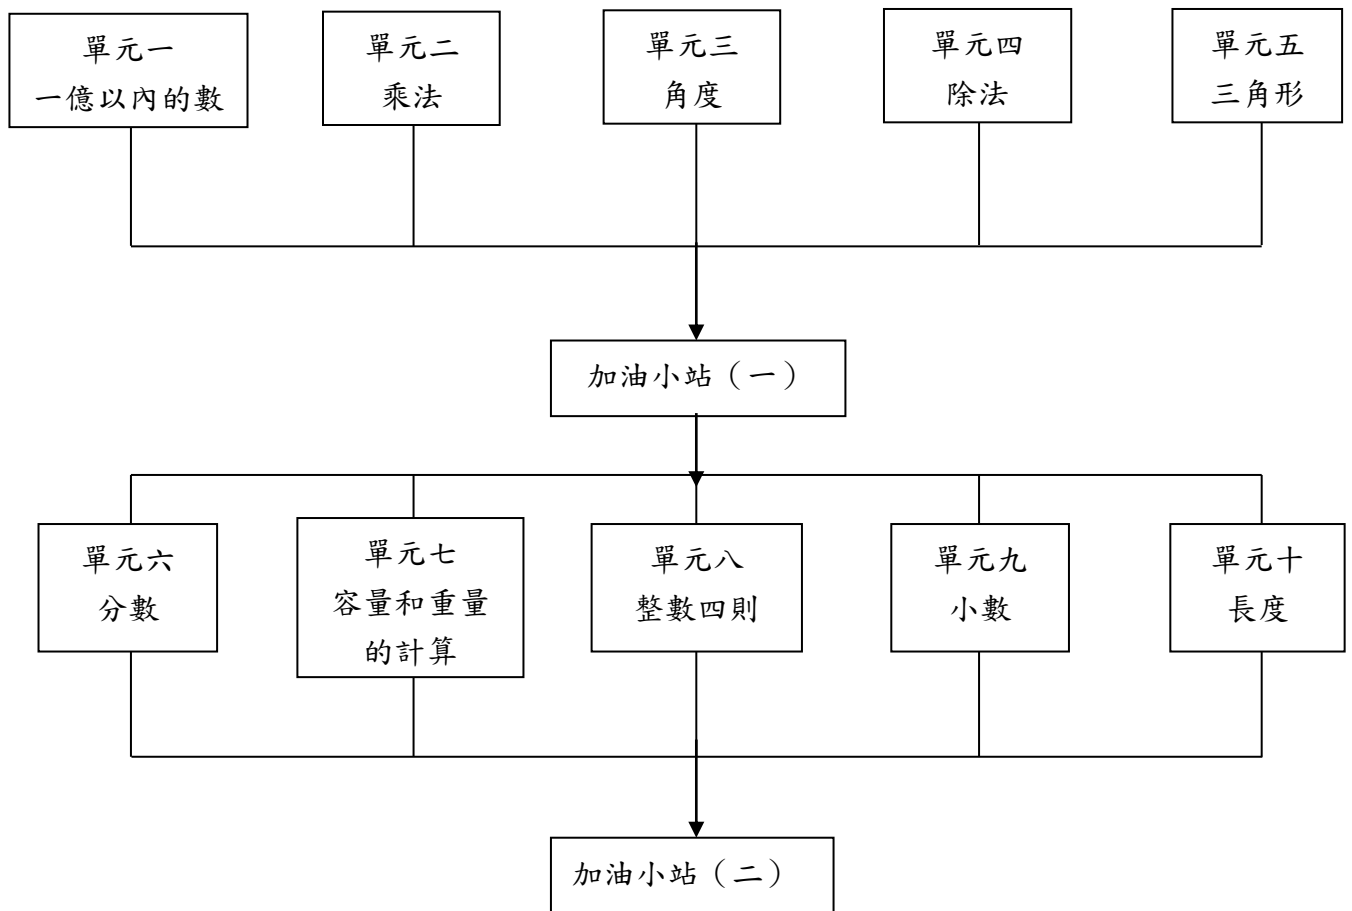 單元一
一億以內的數
單元二
乘法
單元三
角度
單元四
除法
單元五
三角形
加油小站（一）
單元六
分數
單元七
容量和重量
的計算
單元八
整數四則
單元九
小數
單元十
長度
加油小站（二）